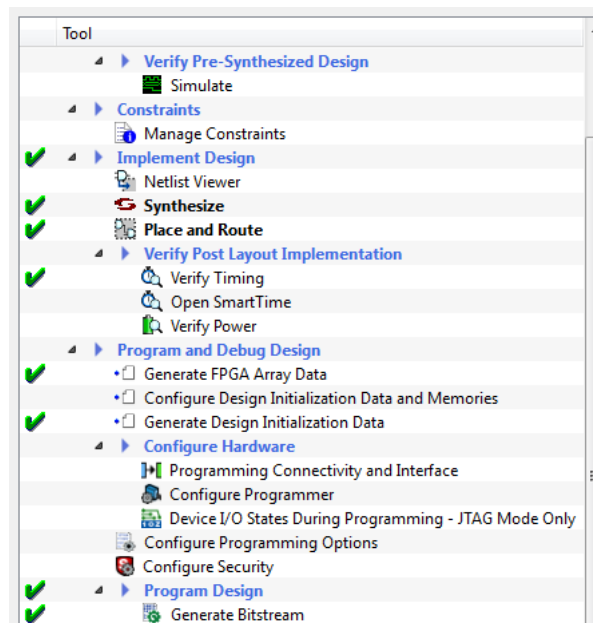 Tool
Verify Pre-Synthesized Design
Simulate
Constraints
Manage Constraints
Implement Design
Netlist Viewer
Synthesize
Place and Route
Verify Post Layout Implementation
Verify Timing
Open SmartTime
Verify Power
Program and Debug Design
Generate FPGA Array Data
Configure Design Initialization Data and Memories
Generate Design Initialization Data
Configure Hardware
Programming Connectivity and Interface
Configure Programmer
Device I/O States During Programming - JTAG Mode Only
Configure Programming Options
Configure Security
Program Design
Generate Bitstream